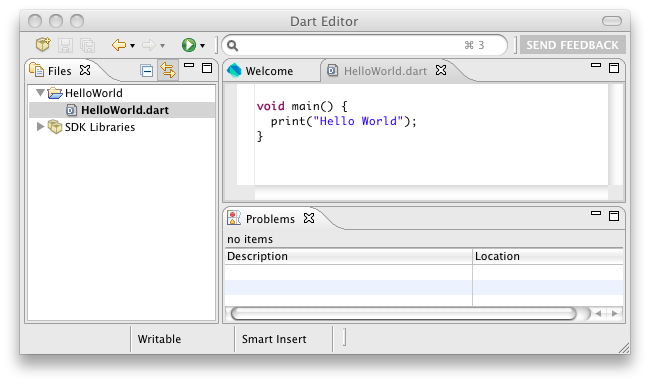 Dart Editor
⌘ 3
SEND FEEDBACK
Files
HelloWorld
HelloWorld.dart
SDK Libraries
Welcome
HelloWorld.dart
void main() {
  print("Hello World");
}
Problems
no items
Description Location
Writable Smart Insert